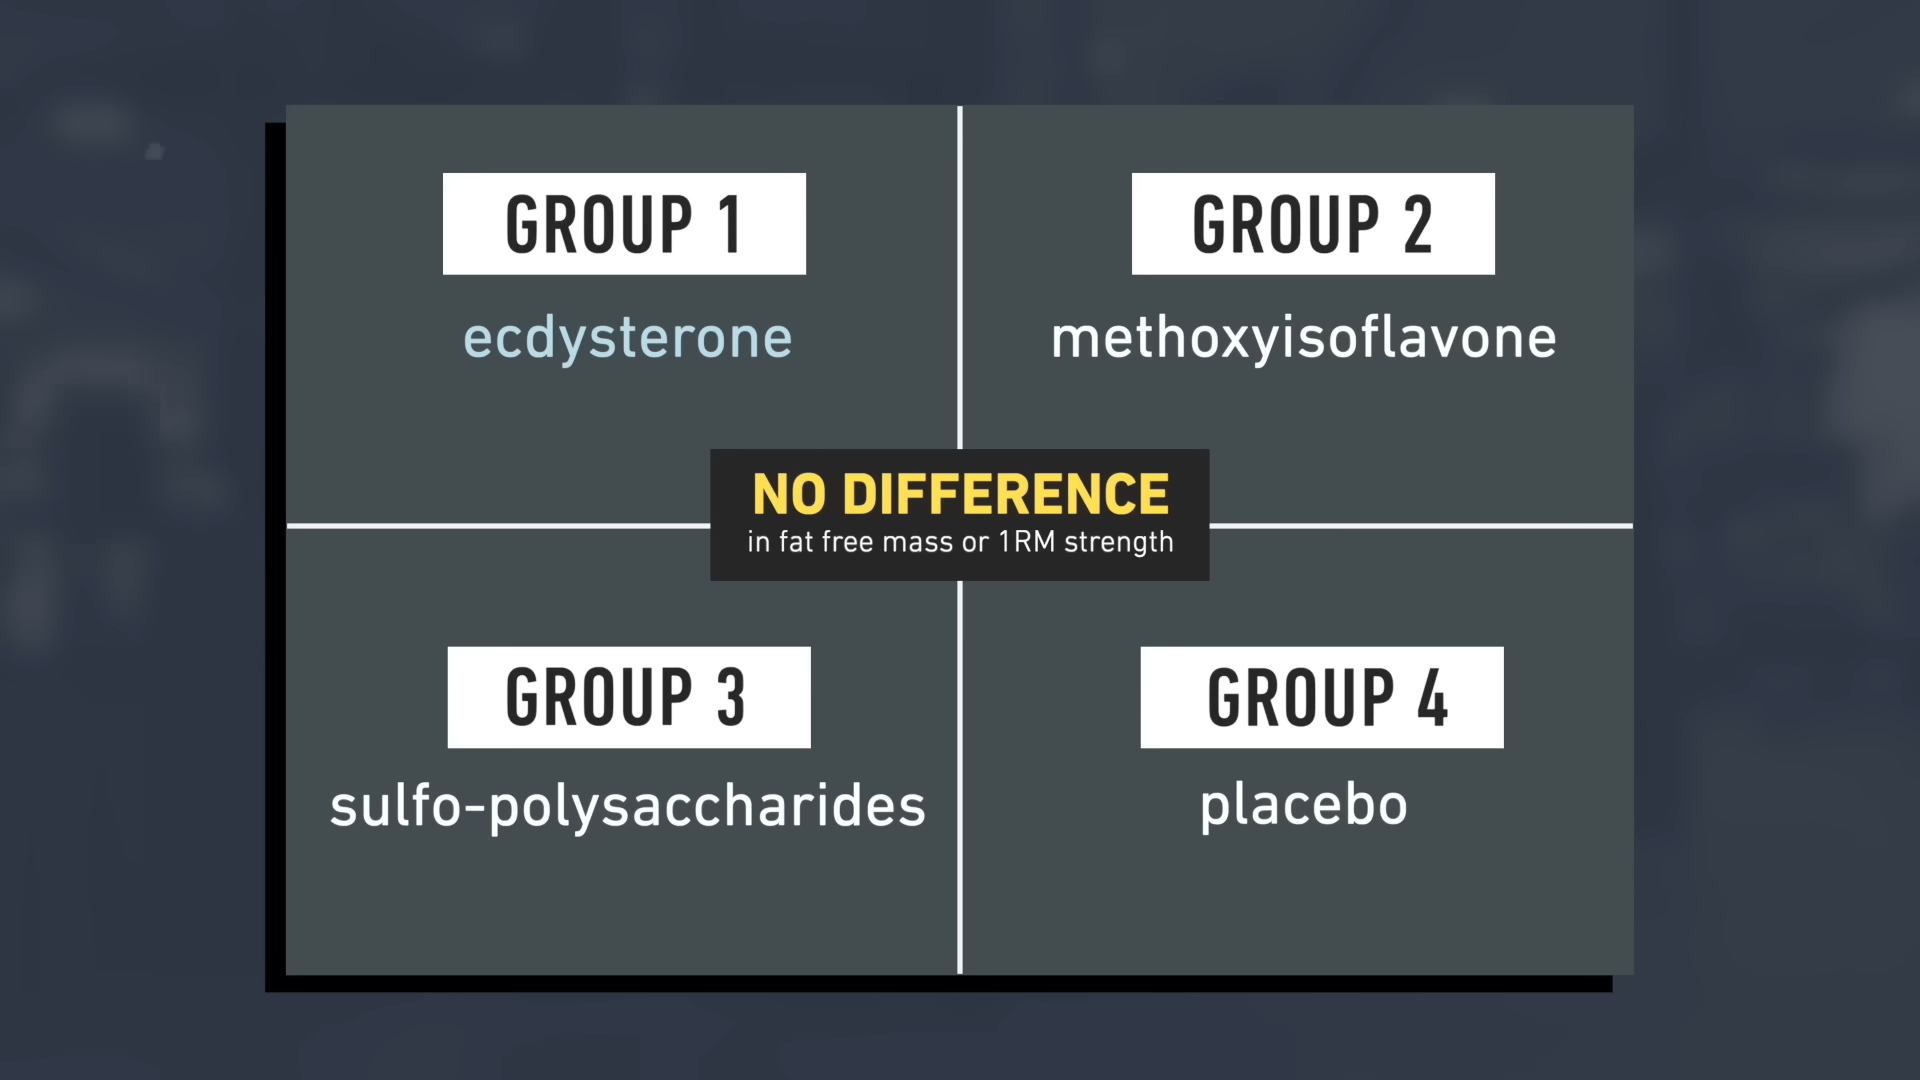 GROUP 1
ecdysterone
GROUP 2
methoxyisoflavone
NO DIFFERENCE
in fat free mass or 1RM strength
GROUP 3
sulfo-polysaccharides
GROUP 4
placebo